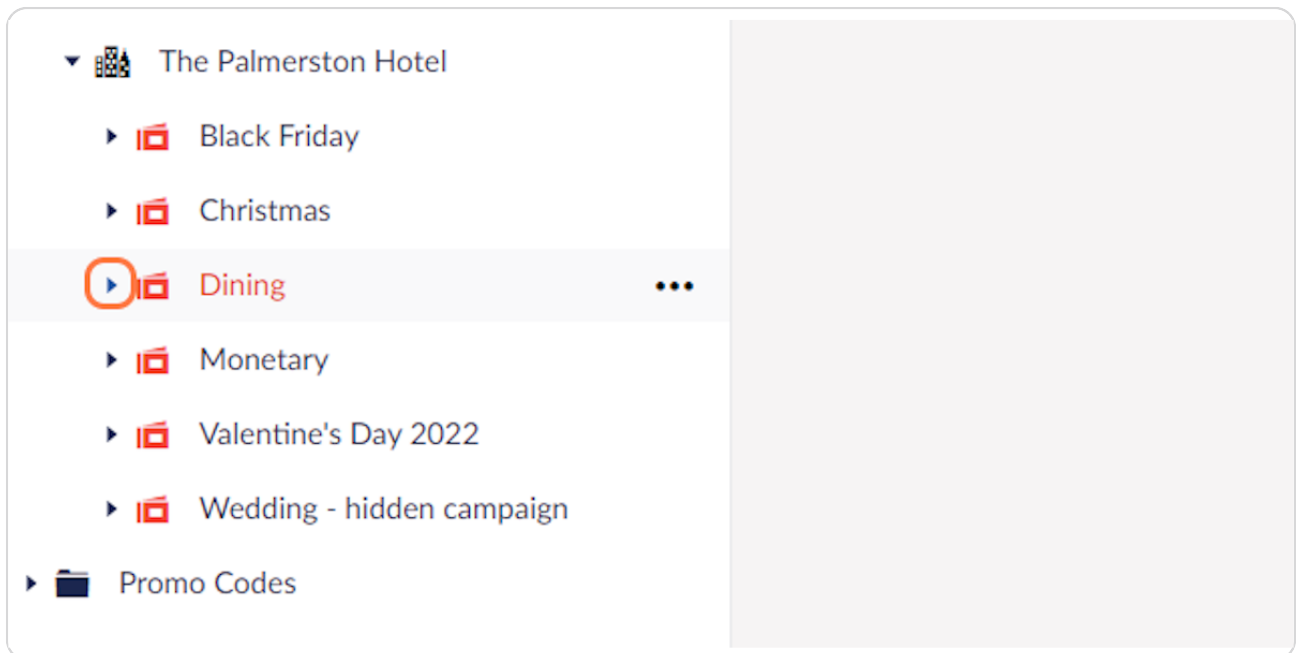 The Palmerston Hotel
Black Friday
Christmas
Dining
Monetary
Valentine's Day 2022
Wedding - hidden campaign
Promo Codes